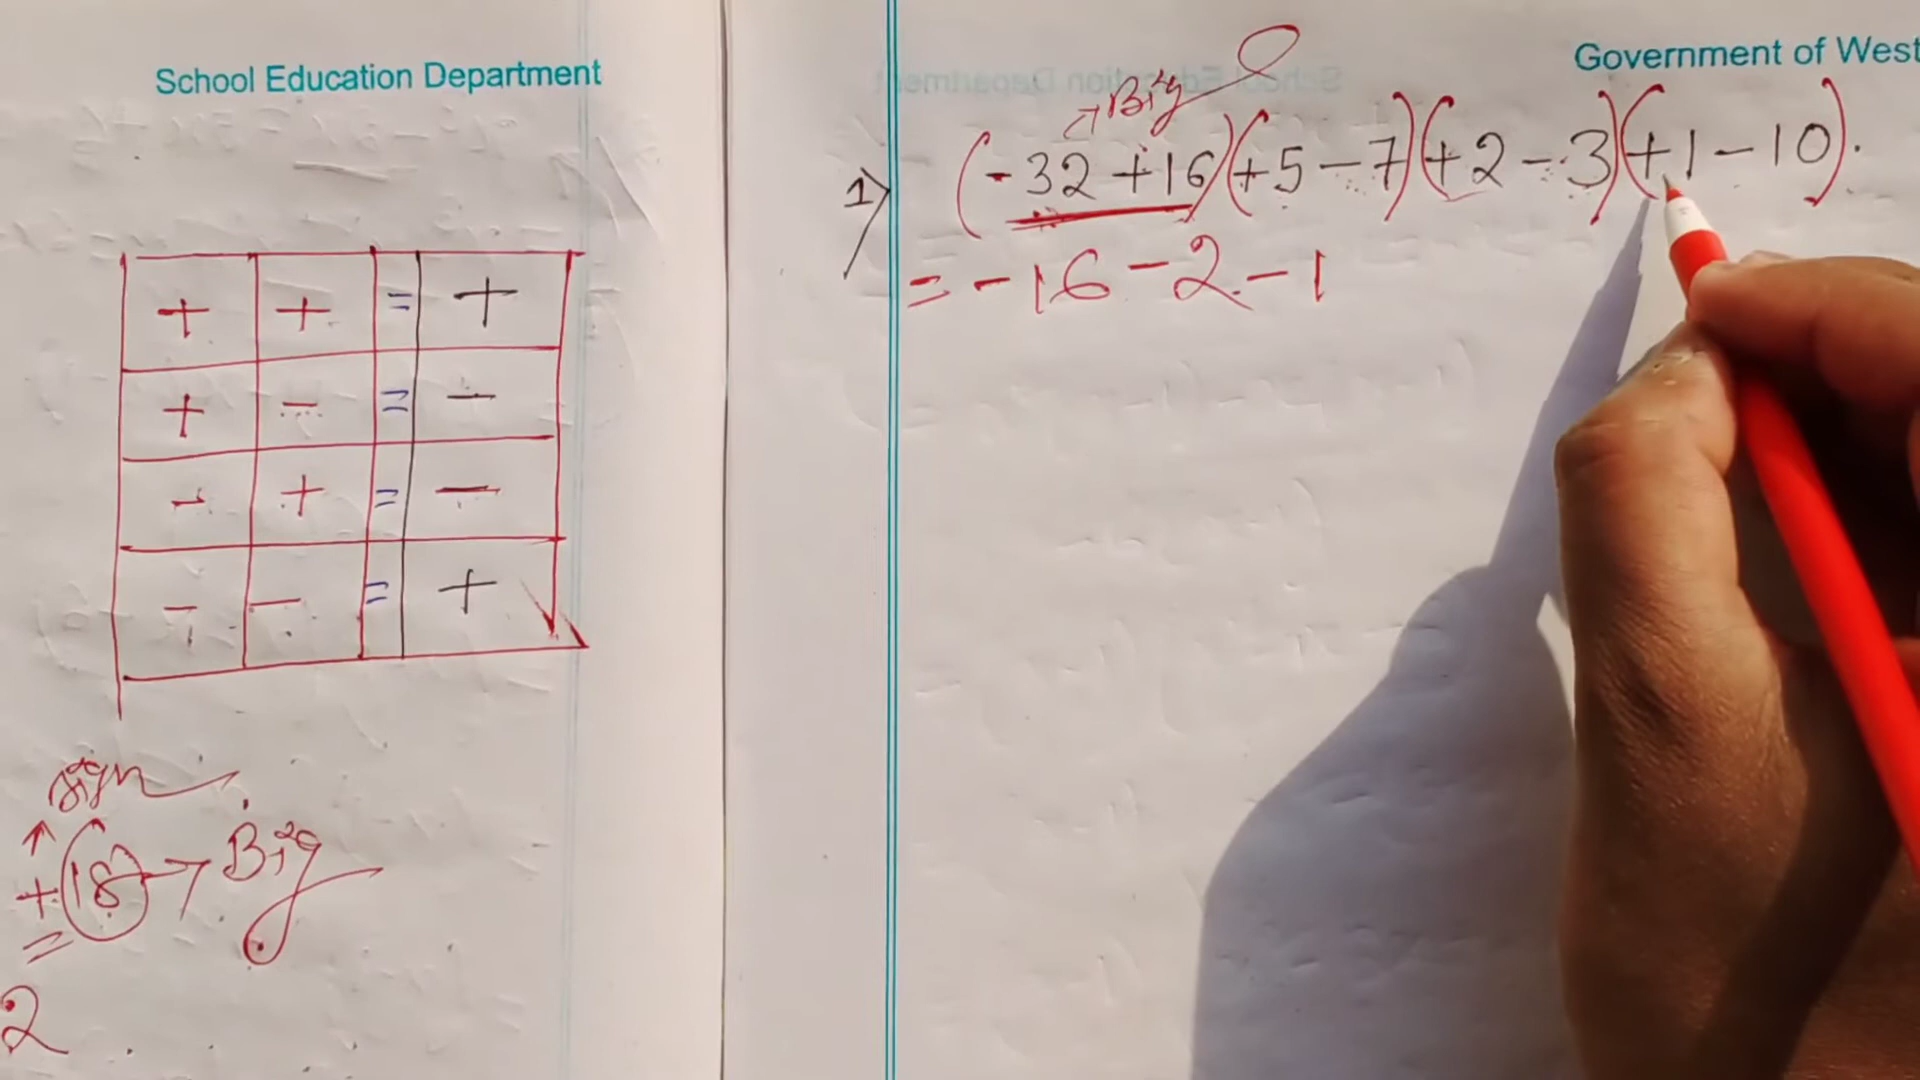 School Education Department
+ + = +
+ - = -
- + = -
- - = +
sign
+ 18 → Big
=
2
Government of West
→ Big
1) (-32 +16)(+5 -7)(+2 -3)(+1 -10).
= -16 -2 -1